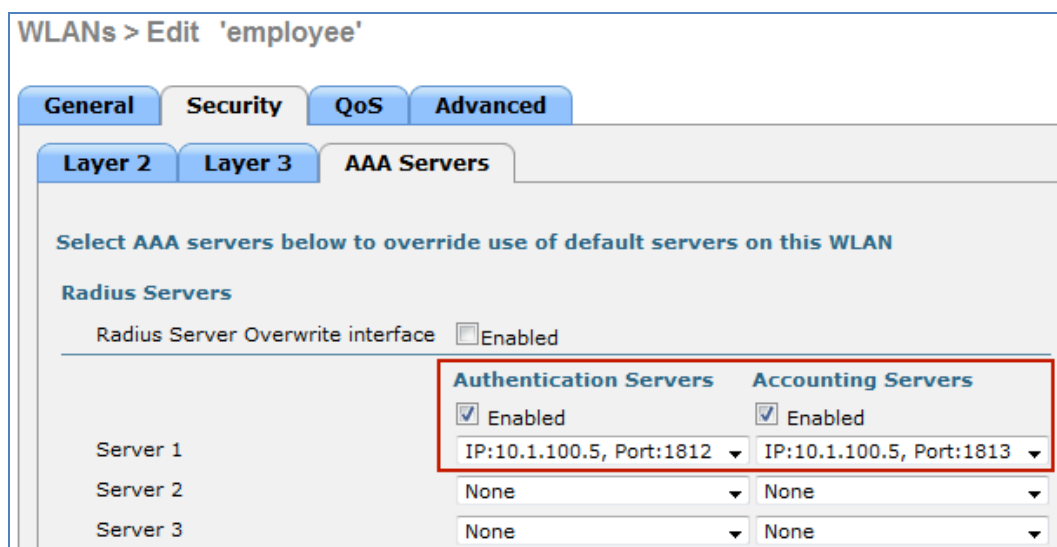 WLANs > Edit 'employee'
General Security QoS Advanced
Layer 2 Layer 3 AAA Servers
Select AAA servers below to override use of default servers on this WLAN
Radius Servers
Radius Server Overwrite interface Enabled
Authentication Servers Accounting Servers
Enabled Enabled
Server 1 IP:10.1.100.5, Port:1812 IP:10.1.100.5, Port:1813
Server 2 None None
Server 3 None None